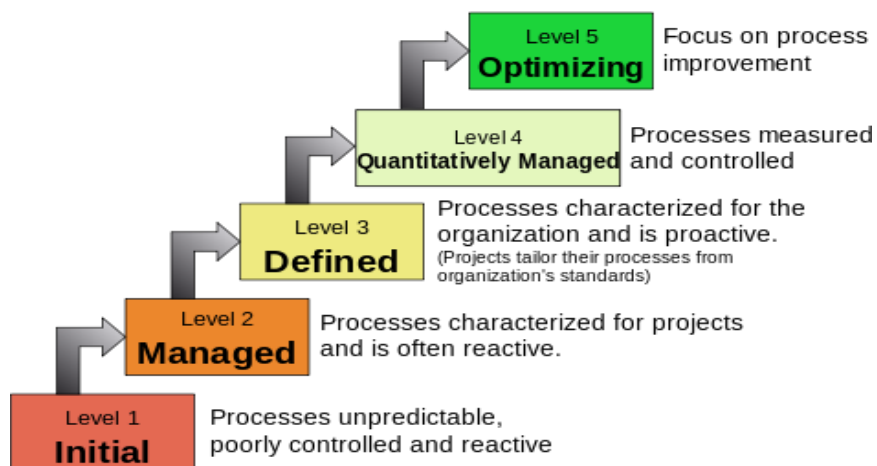 Level 5
Optimizing
Focus on process
improvement
Level 4
Quantitatively Managed
Processes measured
and controlled
Level 3
Defined
Processes characterized for the
organization and is proactive.
(Projects tailor their processes from
organization's standards)
Level 2
Managed
Processes characterized for projects
and is often reactive.
Level 1
Initial
Processes unpredictable,
poorly controlled and reactive